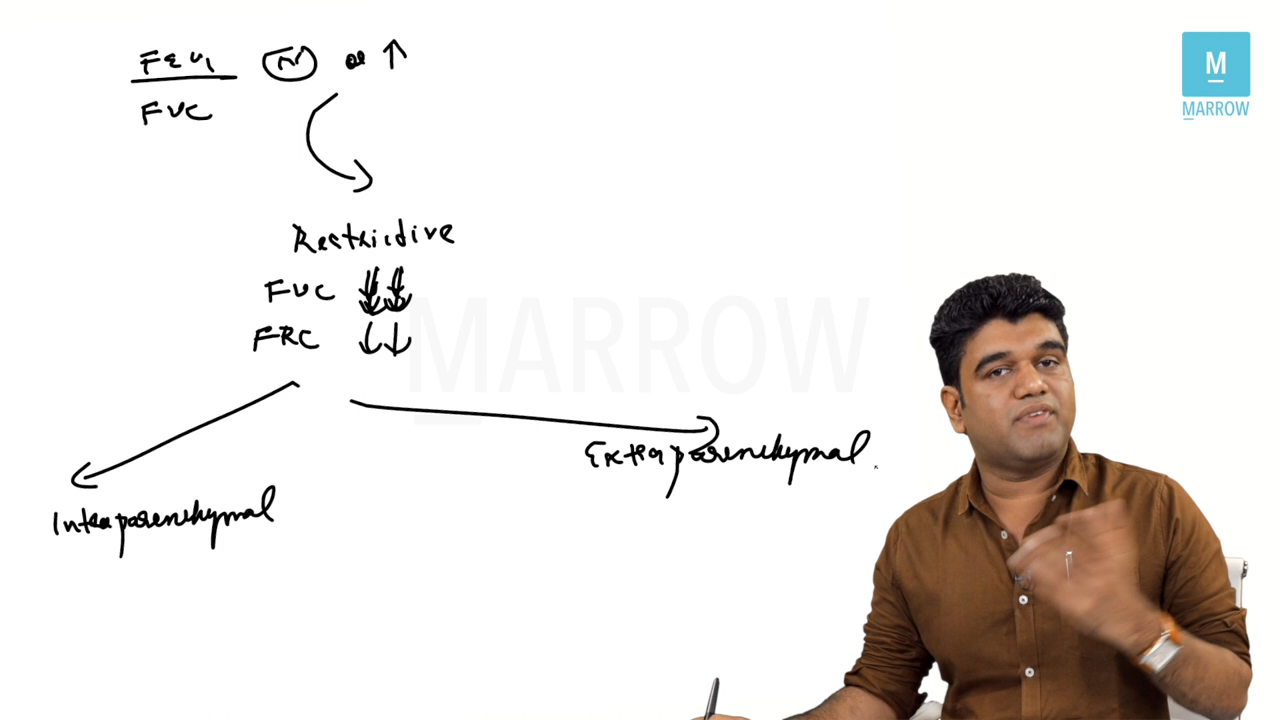 FEV1 (N) or ↑
FVC
Restrictive
FVC ↓↓
FRC ↓↓
Intraparenchymal
Extraparenchymal
M
MARROW
MARROW